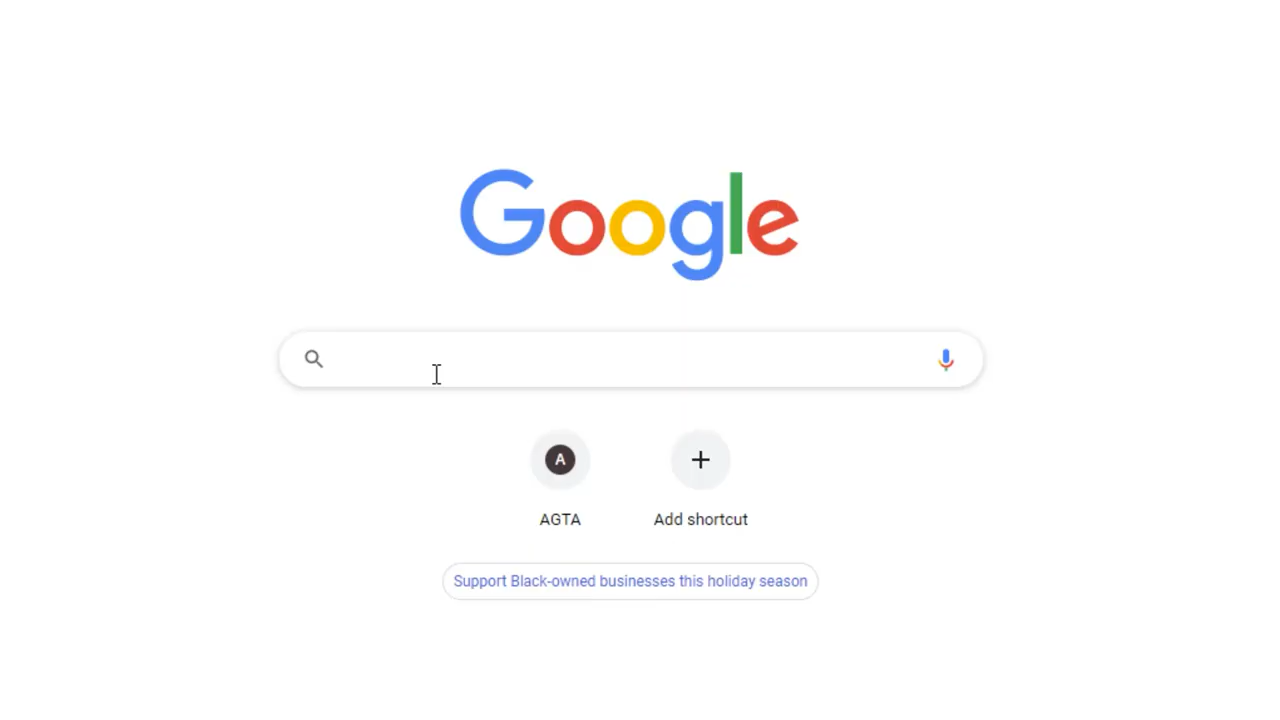 Google
A
AGTA
Add shortcut
Support Black-owned businesses this holiday season